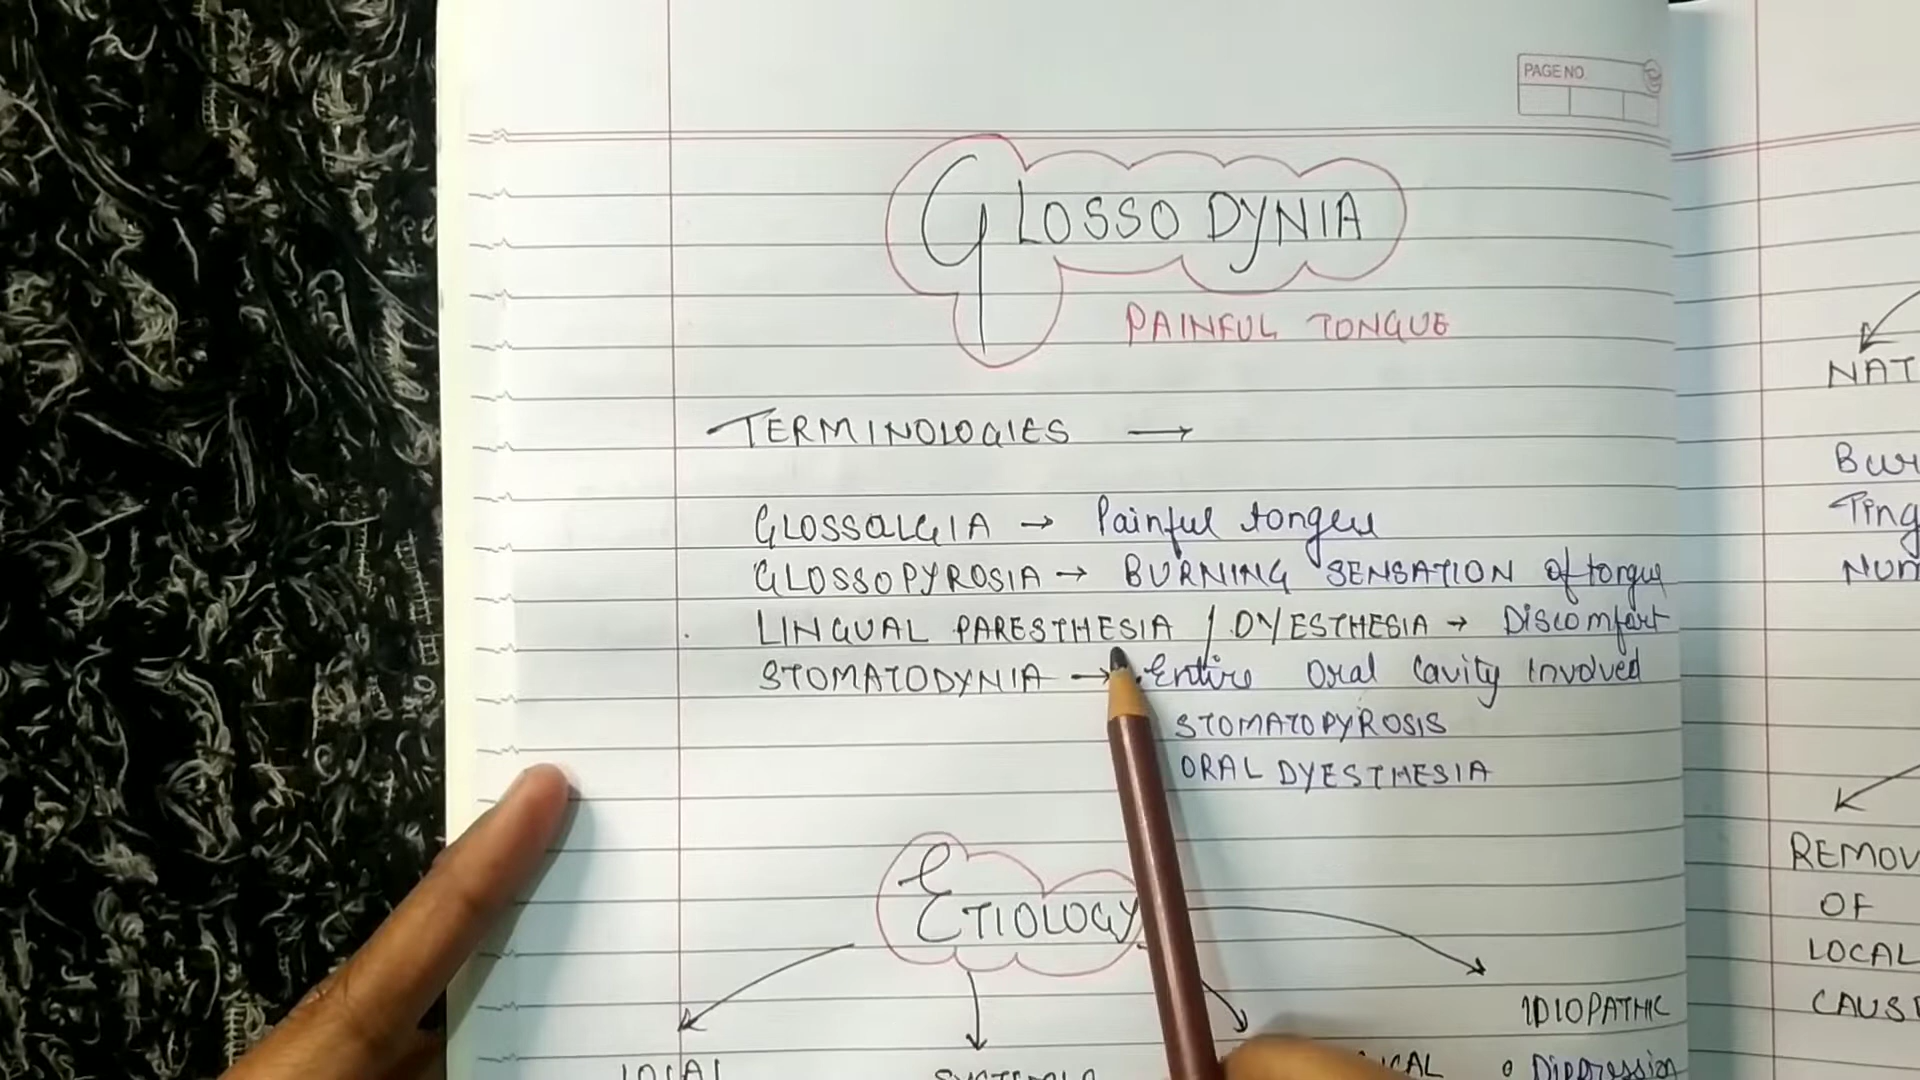 PAGE NO.
GLOSSO DYNIA
PAINFUL TONGUE
TERMINOLOGIES →
GLOSSALGIA → Painful tongue
GLOSSOPYROSIA → BURNING SENSATION of tongue
LINGUAL PARESTHESIA / DYESTHESIA → DISCOMFORT
STOMATODYNIA → Entire Oral Cavity involved
STOMATOPYROSIS
ORAL DYESTHESIA
ETIOLOGY
IDIOPATHIC
LOCAL
NAT
REMOV
OF
LOCAL
CAUS